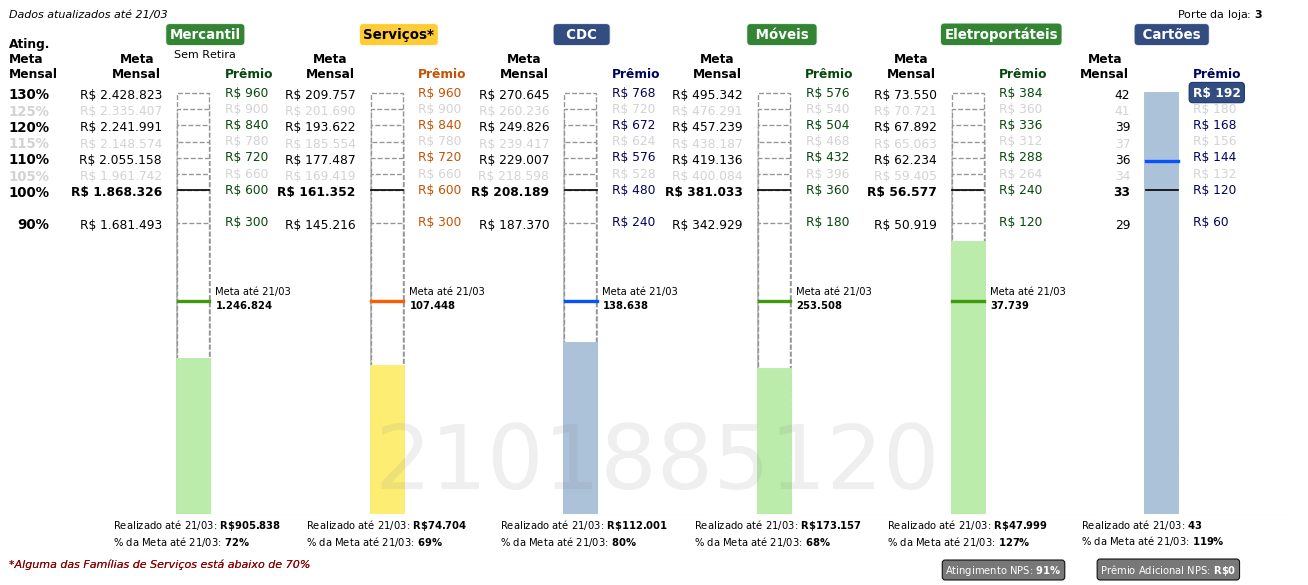 Dados atualizados até 21/03 Porte da loja: 3
Mercantil Serviços* CDC Móveis Eletroportáteis Cartões
Sem Retira
Ating. Meta Mensal Meta Mensal Prêmio Meta Mensal Prêmio Meta Mensal Prêmio Meta Mensal Prêmio Meta Mensal Prêmio Meta Mensal Prêmio
130% R$ 2.428.823 R$ 960 R$ 209.757 R$ 960 R$ 270.645 R$ 768 R$ 495.342 R$ 576 R$ 73.550 R$ 384 42 R$ 192
125% R$ 2.335.407 R$ 900 R$ 201.690 R$ 900 R$ 260.236 R$ 720 R$ 476.291 R$ 540 R$ 70.721 R$ 360 41 R$ 180
120% R$ 2.241.991 R$ 840 R$ 193.622 R$ 840 R$ 249.826 R$ 672 R$ 457.239 R$ 504 R$ 67.892 R$ 336 39 R$ 168
115% R$ 2.148.574 R$ 780 R$ 185.554 R$ 780 R$ 239.417 R$ 624 R$ 438.187 R$ 468 R$ 65.063 R$ 312 37 R$ 156
110% R$ 2.055.158 R$ 720 R$ 177.487 R$ 720 R$ 229.007 R$ 576 R$ 419.136 R$ 432 R$ 62.234 R$ 288 36 R$ 144
105% R$ 1.961.742 R$ 660 R$ 169.419 R$ 660 R$ 218.598 R$ 528 R$ 400.084 R$ 396 R$ 59.405 R$ 264 34 R$ 132
100% R$ 1.868.326 R$ 600 R$ 161.352 R$ 600 R$ 208.189 R$ 480 R$ 381.033 R$ 360 R$ 56.577 R$ 240 33 R$ 120
90% R$ 1.681.493 R$ 300 R$ 145.216 R$ 300 R$ 187.370 R$ 240 R$ 342.929 R$ 180 R$ 50.919 R$ 120 29 R$ 60
Meta até 21/03 Meta até 21/03 Meta até 21/03 Meta até 21/03 Meta até 21/03
1.246.824 107.448 138.638 253.508 37.739
2101885120
Realizado até 21/03: R$905.838 Realizado até 21/03: R$74.704 Realizado até 21/03: R$112.001 Realizado até 21/03: R$173.157 Realizado até 21/03: R$47.999 Realizado até 21/03: 43
% da Meta até 21/03: 72% % da Meta até 21/03: 69% % da Meta até 21/03: 80% % da Meta até 21/03: 68% % da Meta até 21/03: 127% % da Meta até 21/03: 119%
*Alguma das Famílias de Serviços está abaixo de 70% Atingimento NPS: 91% Prêmio Adicional NPS: R$0